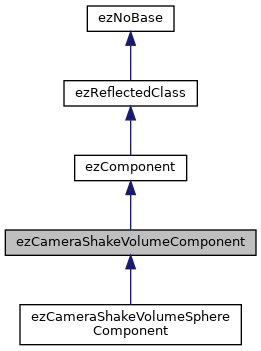 ezNoBase
ezReflectedClass
ezComponent
ezCameraShakeVolumeComponent
ezCameraShakeVolumeSphere
Component